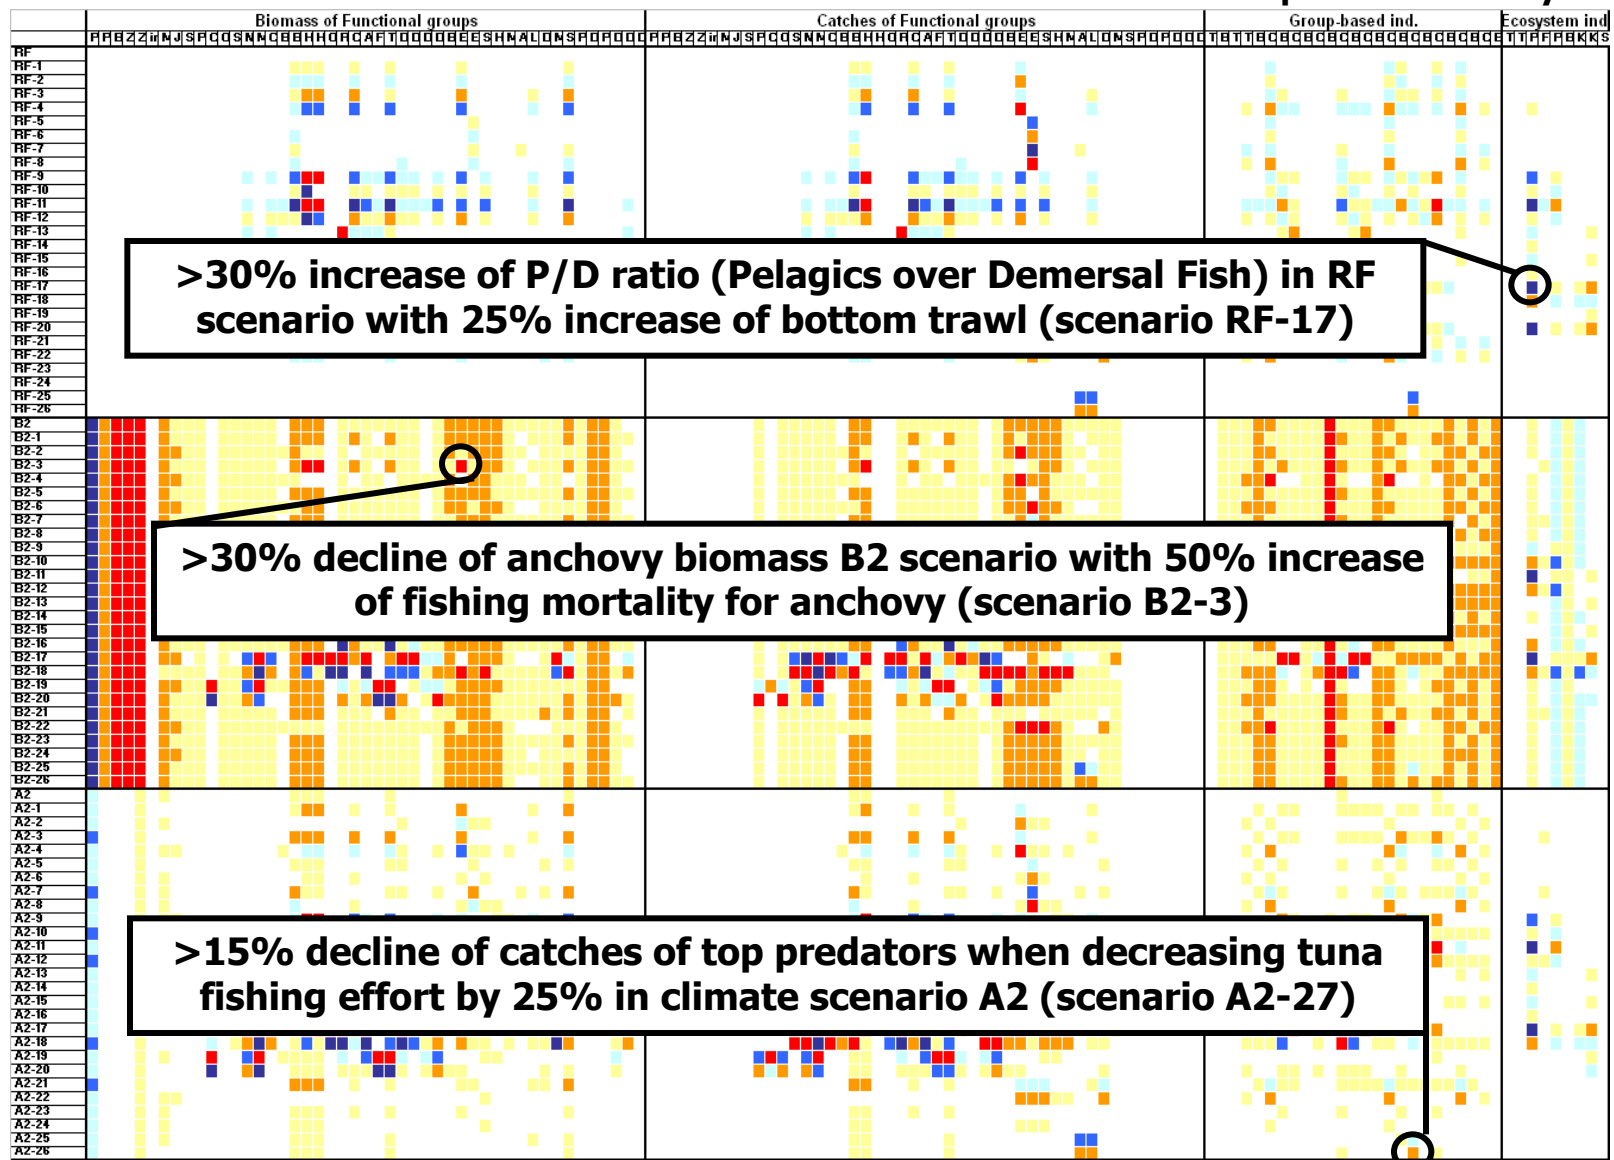 Biomass of Functional groups Catches of Functional groups Group-based ind. Ecosystem ind
RF
RF-1
RF-2
RF-3
RF-4
RF-5
RF-6
RF-7
RF-8
RF-9
RF-10
RF-11
RF-12
RF-13
RF-14
RF-15
RF-16
RF-17
RF-18
RF-19
RF-20
RF-21
RF-22
RF-23
RF-24
RF-25
RF-26
>30% increase of P/D ratio (Pelagics over Demersal Fish) in RF
scenario with 25% increase of bottom trawl (scenario RF-17)
B2
B2-1
B2-2
B2-3
B2-4
B2-5
B2-6
B2-7
B2-8
B2-9
B2-10
B2-11
B2-12
B2-13
B2-14
B2-15
B2-16
B2-17
B2-18
B2-19
B2-20
B2-21
B2-22
B2-23
B2-24
B2-25
B2-26
>30% decline of anchovy biomass B2 scenario with 50% increase
of fishing mortality for anchovy (scenario B2-3)
A2
A2-1
A2-2
A2-3
A2-4
A2-5
A2-6
A2-7
A2-8
A2-9
A2-10
A2-11
A2-12
A2-13
A2-14
A2-15
A2-16
A2-17
A2-18
A2-19
A2-20
A2-21
A2-22
A2-23
A2-24
A2-25
A2-26
>15% decline of catches of top predators when decreasing tuna
fishing effort by 25% in climate scenario A2 (scenario A2-27)